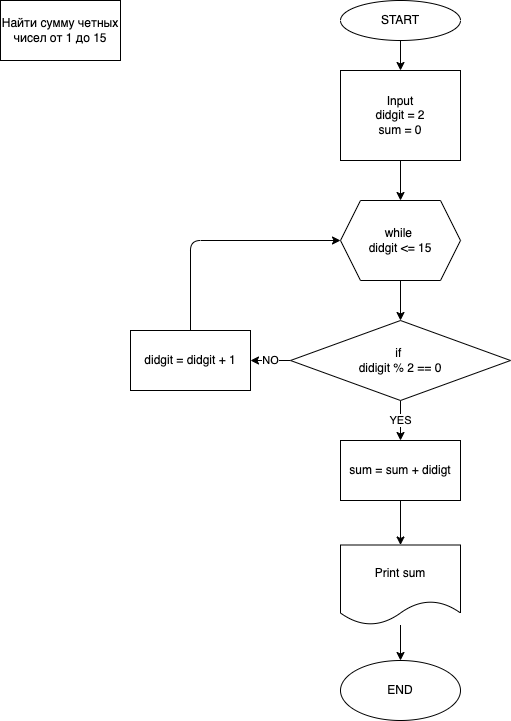 Найти сумму четных
чисел от 1 до 15
START
Input
didgit = 2
sum = 0
while
didgit <= 15
if
didigit % 2 == 0
NO
didgit = didgit + 1
YES
sum = sum + didigt
Print sum
END